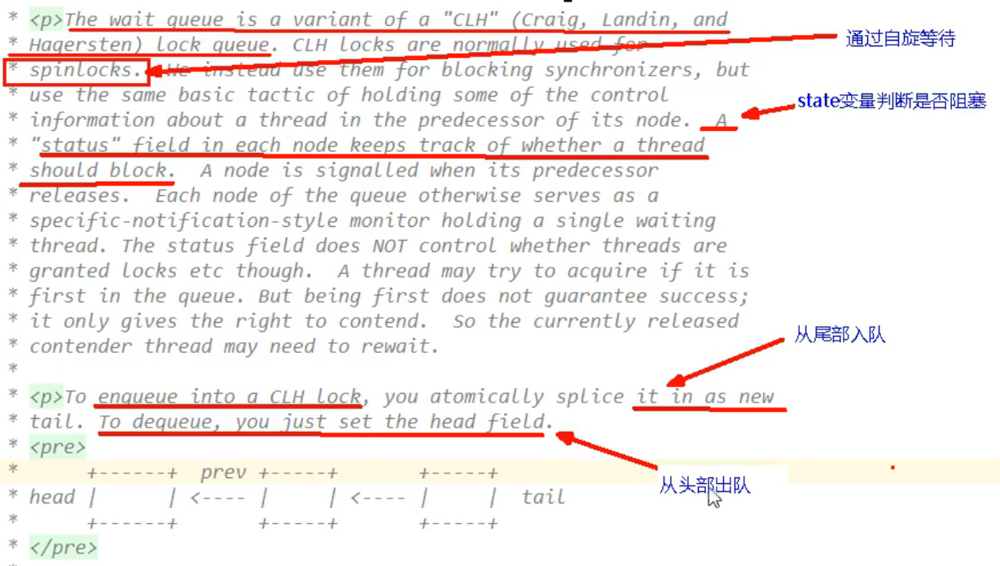 * <p>The wait queue is a variant of a "CLH" (Craig, Landin, and
* Hagersten) lock queue. CLH locks are normally used for
通过自旋等待
* spinlocks. We instead use them for blocking synchronizers, but
* use the same basic tactic of holding some of the control
state变量判断是否阻塞
* information about a thread in the predecessor of its node.  A
* "status" field in each node keeps track of whether a thread
* should block.  A node is signalled when its predecessor
* releases.  Each node of the queue otherwise serves as a
* specific-notification-style monitor holding a single waiting
* thread. The status field does NOT control whether threads are
* granted locks etc though.  A thread may try to acquire if it is
* first in the queue. But being first does not guarantee success;
* it only gives the right to contend.  So the currently released
从尾部入队
* contender thread may need to rewait.
*
* <p>To enqueue into a CLH lock, you atomically splice it in as new
* tail. To dequeue, you just set the head field.
* <pre>
*      +------+  prev +-----+       +-----+
从头部出队
* head |      | <---- |     | <---- |     |  tail
*      +------+       +-----+       +-----+
* </pre>